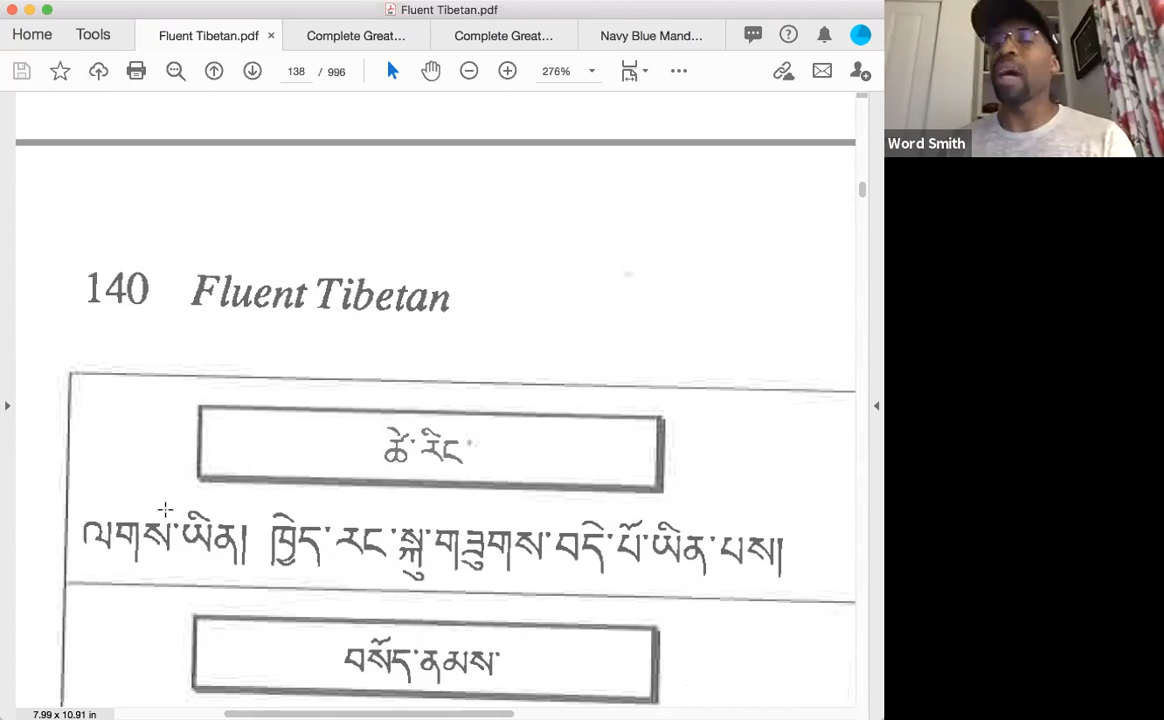 Fluent Tibetan.pdf
Home Tools Fluent Tibetan.pdf × Complete Great... Complete Great... Navy Blue Mand...
138 / 996 276%
Word Smith
140 Fluent Tibetan
ཚེ་རིང་
ལགས་ཡིན། ཁྱེད་རང་སྐུ་གཟུགས་བདེ་པོ་ཡིན་པས།
བསོད་ནམས་
7.99 x 10.91 in